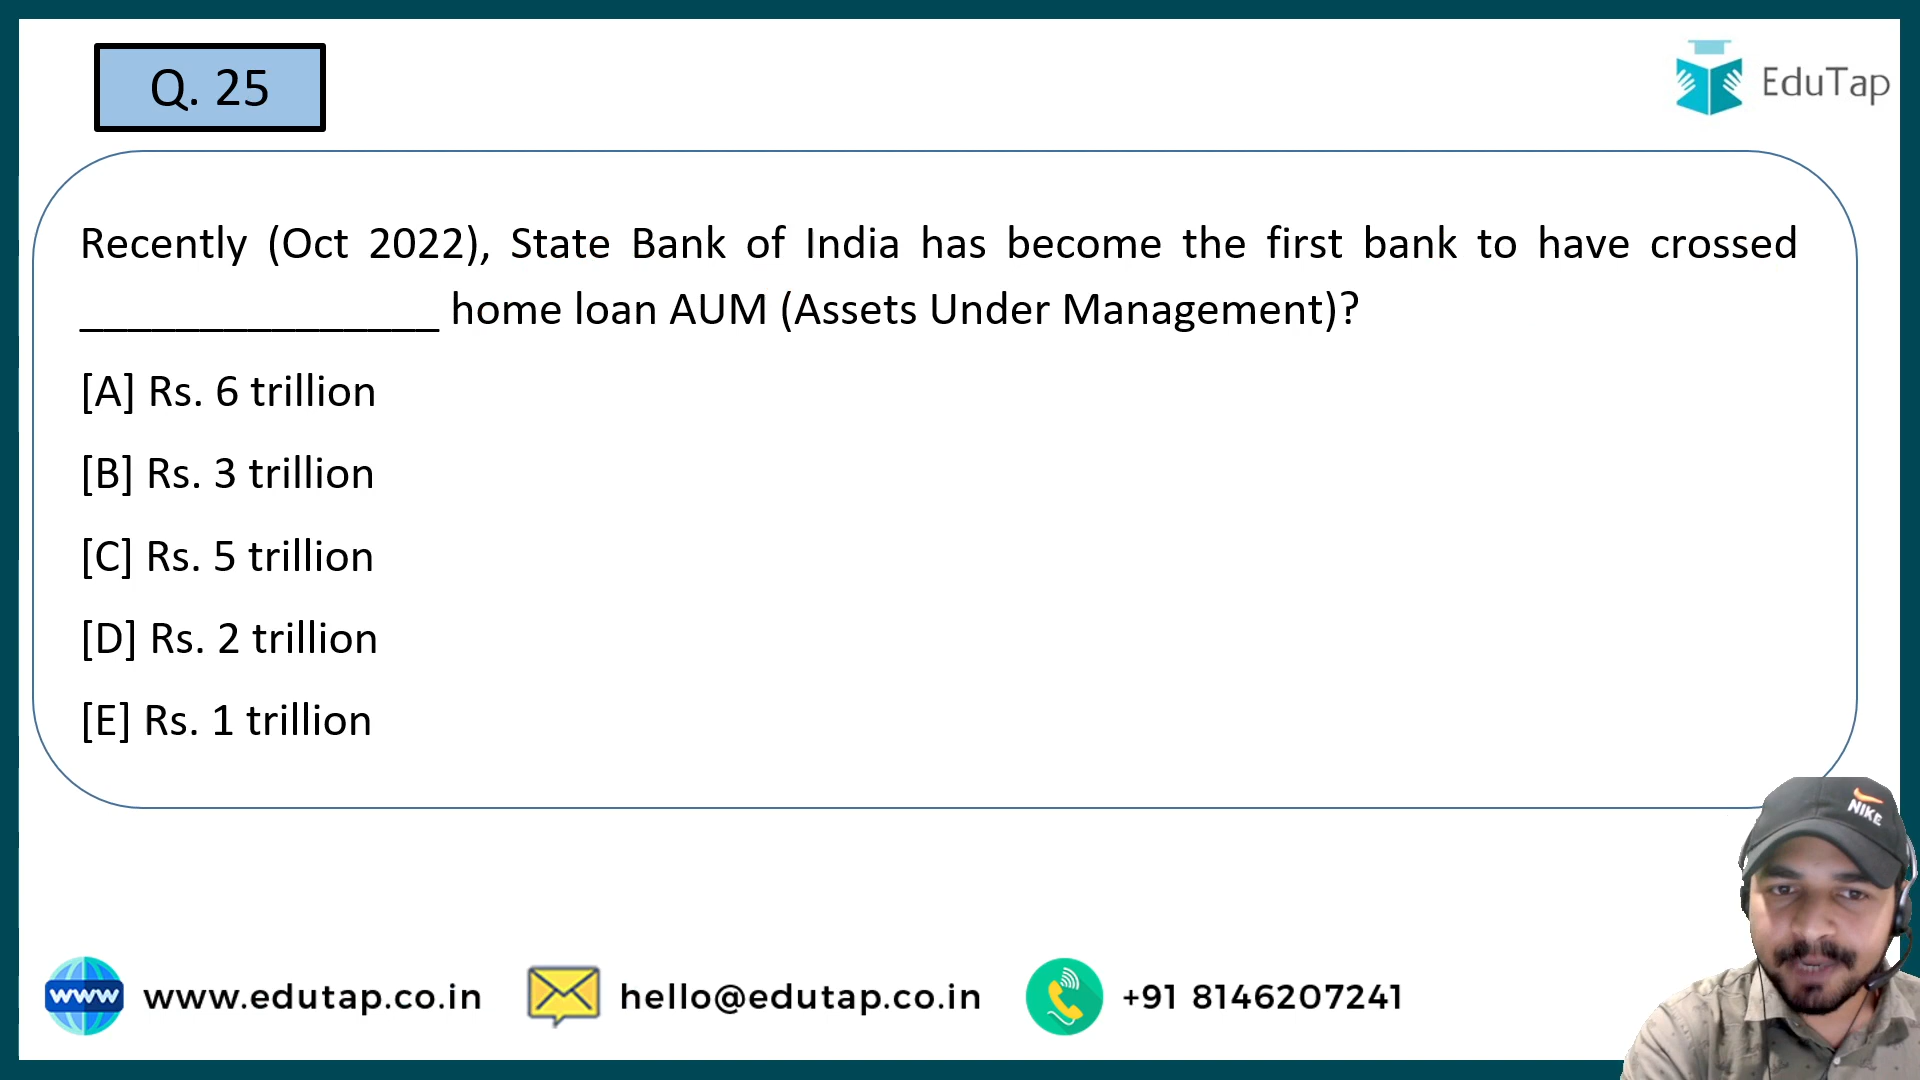 Q. 25
EduTap
Recently (Oct 2022), State Bank of India has become the first bank to have crossed
_______________ home loan AUM (Assets Under Management)?
[A] Rs. 6 trillion
[B] Rs. 3 trillion
[C] Rs. 5 trillion
[D] Rs. 2 trillion
[E] Rs. 1 trillion
NIKE
www www.edutap.co.in hello@edutap.co.in +91 8146207241